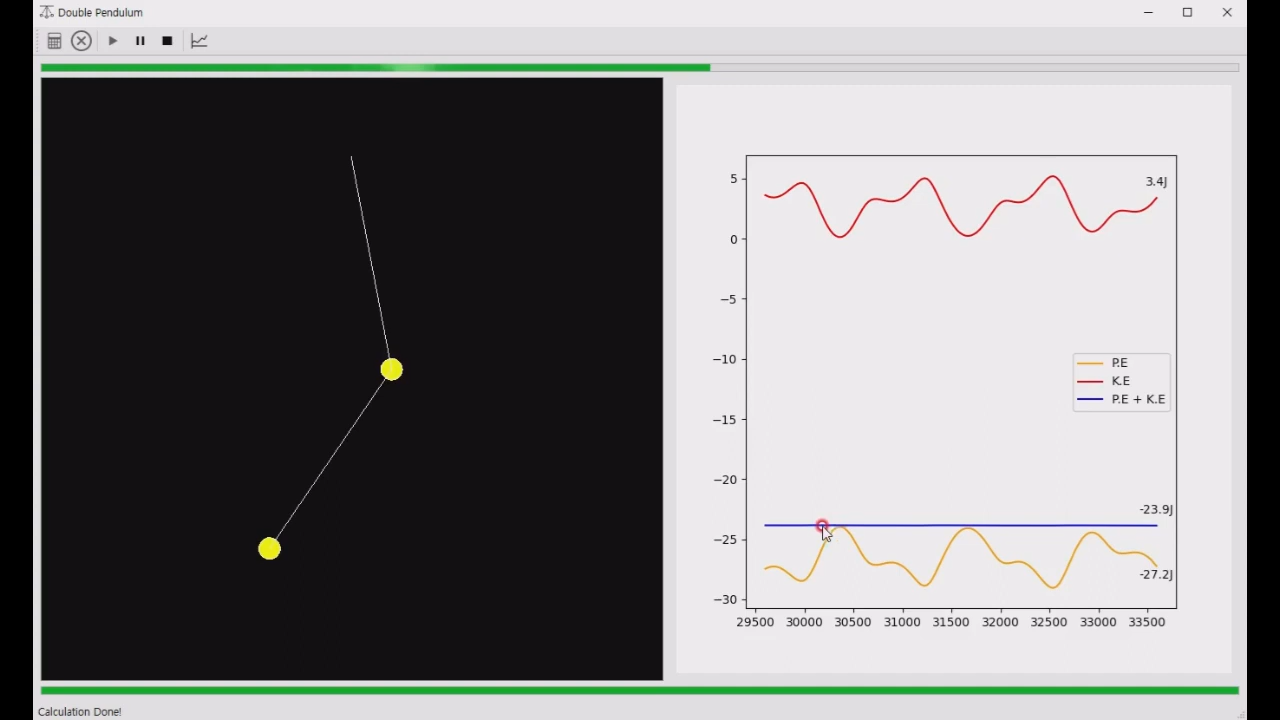 Double Pendulum
5
0
−5
−10
−15
−20
−25
−30
3.4J
P.E
K.E
P.E + K.E
-23.9J
-27.2J
29500 30000 30500 31000 31500 32000 32500 33000 33500
Calculation Done!